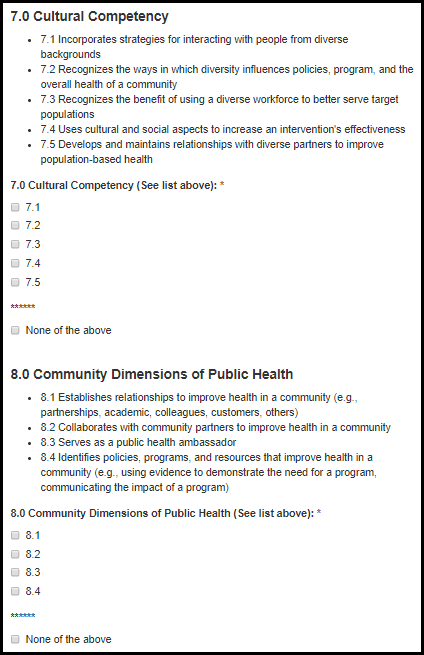 7.0 Cultural Competency
• 7.1 Incorporates strategies for interacting with people from diverse
backgrounds
• 7.2 Recognizes the ways in which diversity influences policies, program, and the
overall health of a community
• 7.3 Recognizes the benefit of using a diverse workforce to better serve target
populations
• 7.4 Uses cultural and social aspects to increase an intervention's effectiveness
• 7.5 Develops and maintains relationships with diverse partners to improve
population-based health
7.0 Cultural Competency (See list above): *
7.1
7.2
7.3
7.4
7.5
******
None of the above
8.0 Community Dimensions of Public Health
• 8.1 Establishes relationships to improve health in a community (e.g.,
partnerships, academic, colleagues, customers, others)
• 8.2 Collaborates with community partners to improve health in a community
• 8.3 Serves as a public health ambassador
• 8.4 Identifies policies, programs, and resources that improve health in a
community (e.g., using evidence to demonstrate the need for a program,
communicating the impact of a program)
8.0 Community Dimensions of Public Health (See list above): *
8.1
8.2
8.3
8.4
******
None of the above